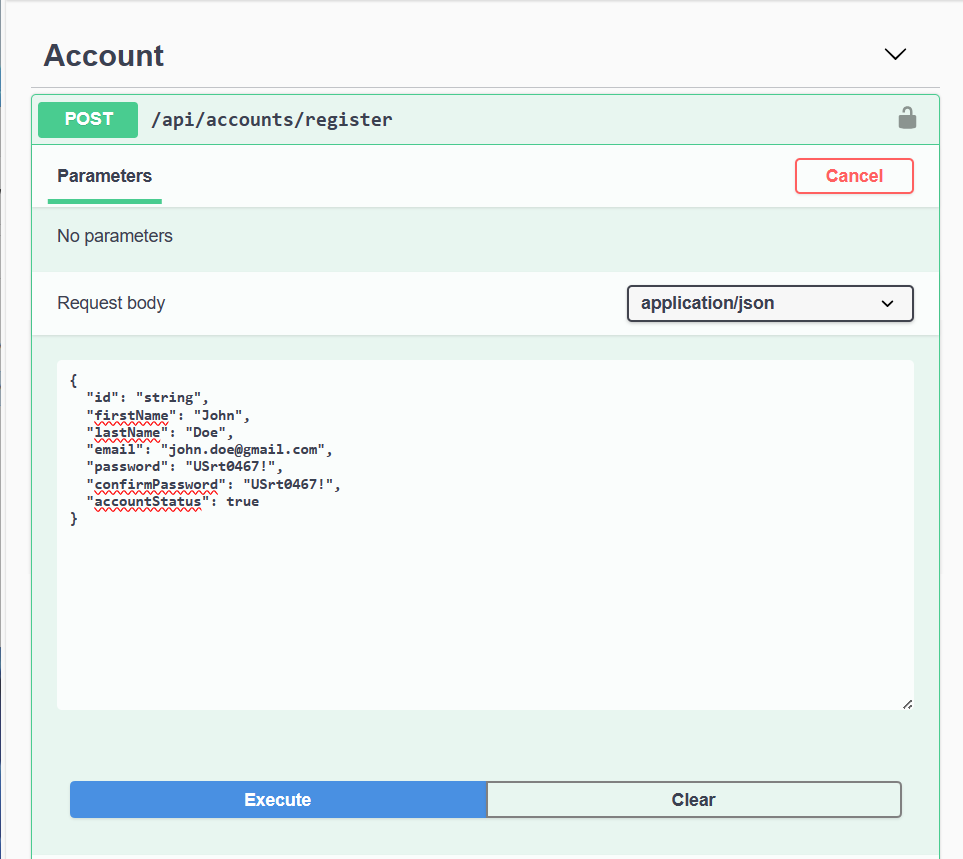 Account
POST /api/accounts/register
Parameters Cancel
No parameters
Request body application/json
{
  "id": "string",
  "firstName": "John",
  "lastName": "Doe",
  "email": "john.doe@gmail.com",
  "password": "USrt0467!",
  "confirmPassword": "USrt0467!",
  "accountStatus": true
}
Execute Clear